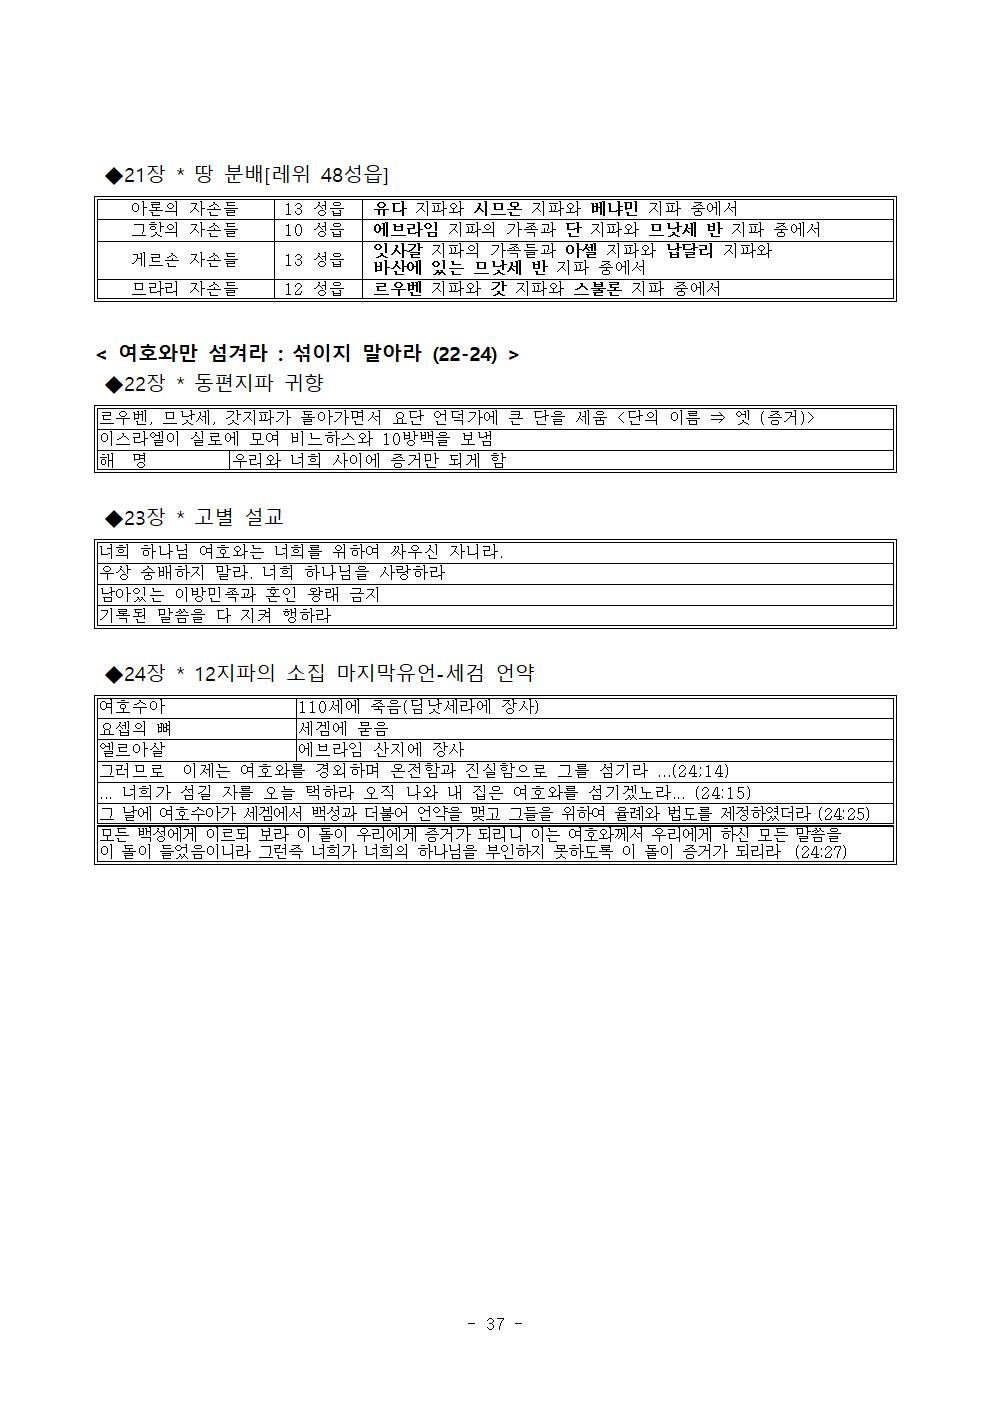 ◆21장 * 땅 분배[레위 48성읍]
아론의 자손들 13 성읍 유다 지파와 시므온 지파와 베냐민 지파 중에서
그핫의 자손들 10 성읍 에브라임 지파의 가족과 단 지파와 므낫세 반 지파 중에서
게르손 자손들 13 성읍 잇사갈 지파의 가족들과 아셀 지파와 납달리 지파와
바산에 있는 므낫세 반 지파 중에서
므라리 자손들 12 성읍 르우벤 지파와 갓 지파와 스불론 지파 중에서
< 여호와만 섬겨라 : 섞이지 말아라 (22-24) >
◆22장 * 동편지파 귀향
르우벤, 므낫세, 갓지파가 돌아가면서 요단 언덕가에 큰 단을 세움 <단의 이름 ⇒ 엣 (증거)>
이스라엘이 실로에 모여 비느하스와 10방백을 보냄
해 명 우리와 너희 사이에 증거만 되게 함
◆23장 * 고별 설교
너희 하나님 여호와는 너희를 위하여 싸우신 자니라.
우상 숭배하지 말라. 너희 하나님을 사랑하라
남아있는 이방민족과 혼인 왕래 금지
기록된 말씀을 다 지켜 행하라
◆24장 * 12지파의 소집 마지막유언-세검 언약
여호수아 110세에 죽음(딤낫세라에 장사)
요셉의 뼈 세겜에 묻음
엘르아살 에브라임 산지에 장사
그러므로 이제는 여호와를 경외하며 온전함과 진실함으로 그를 섬기라 ...(24;14)
... 너희가 섬길 자를 오늘 택하라 오직 나와 내 집은 여호와를 섬기겠노라... (24:15)
그 날에 여호수아가 세겜에서 백성과 더불어 언약을 맺고 그들을 위하여 율례와 법도를 제정하였더라 (24:25)
모든 백성에게 이르되 보라 이 돌이 우리에게 증거가 되리니 이는 여호와께서 우리에게 하신 모든 말씀을
이 돌이 들었음이니라 그런즉 너희가 너희의 하나님을 부인하지 못하도록 이 돌이 증거가 되리라 (24:27)
- 37 -